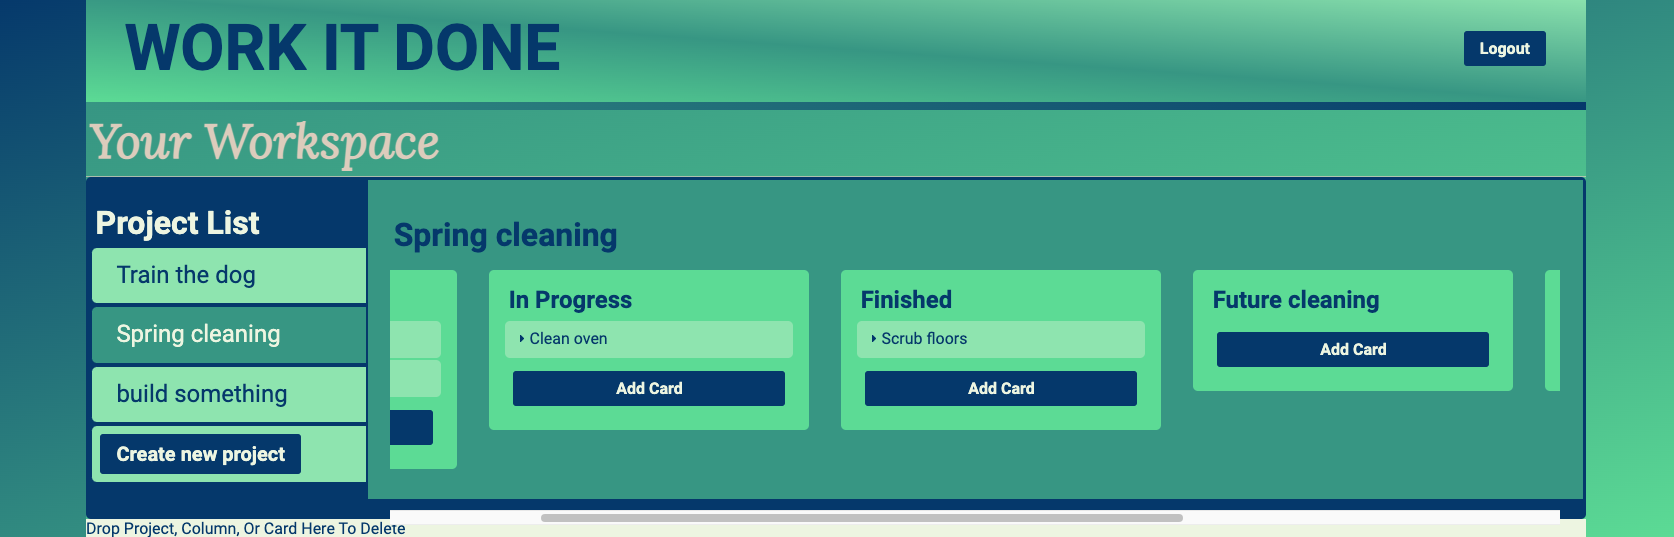 WORK IT DONE
Logout
Your Workspace
Project List
Train the dog
Spring cleaning
build something
Create new project
Spring cleaning
In Progress
Clean oven
Add Card
Finished
Scrub floors
Add Card
Future cleaning
Add Card
Drop Project, Column, Or Card Here To Delete